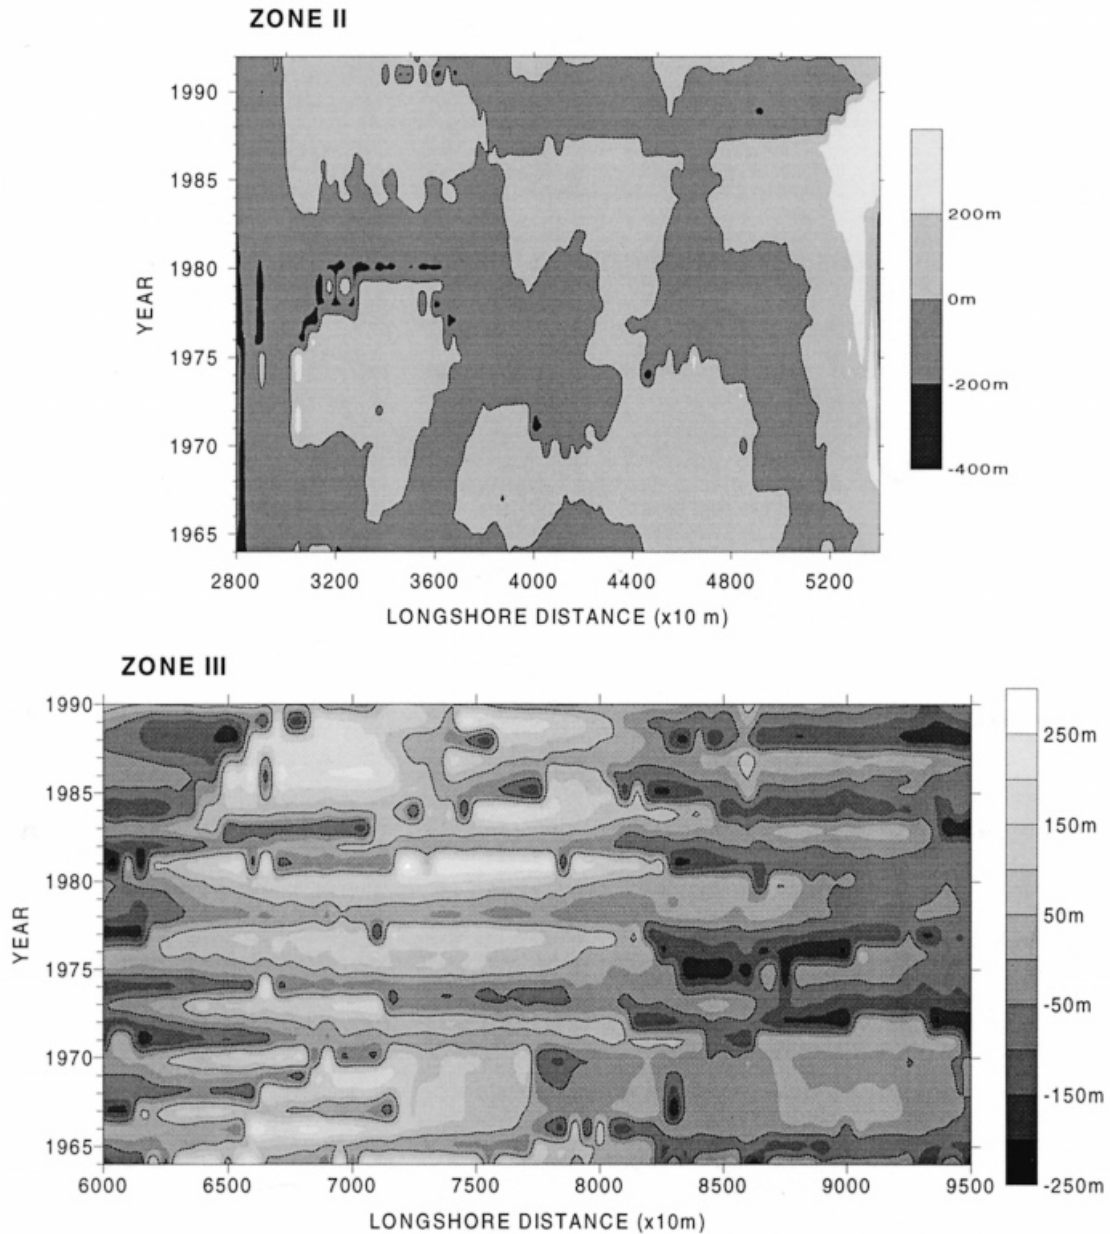 ZONE II
1990
1985
1980
1975
1970
1965
YEAR
2800 3200 3600 4000 4400 4800 5200
LONGSHORE DISTANCE (x10 m)
200m
0m
-200m
-400m
ZONE III
1990
1985
1980
1975
1970
1965
YEAR
6000 6500 7000 7500 8000 8500 9000 9500
LONGSHORE DISTANCE (x10m)
250m
150m
50m
-50m
-150m
-250m